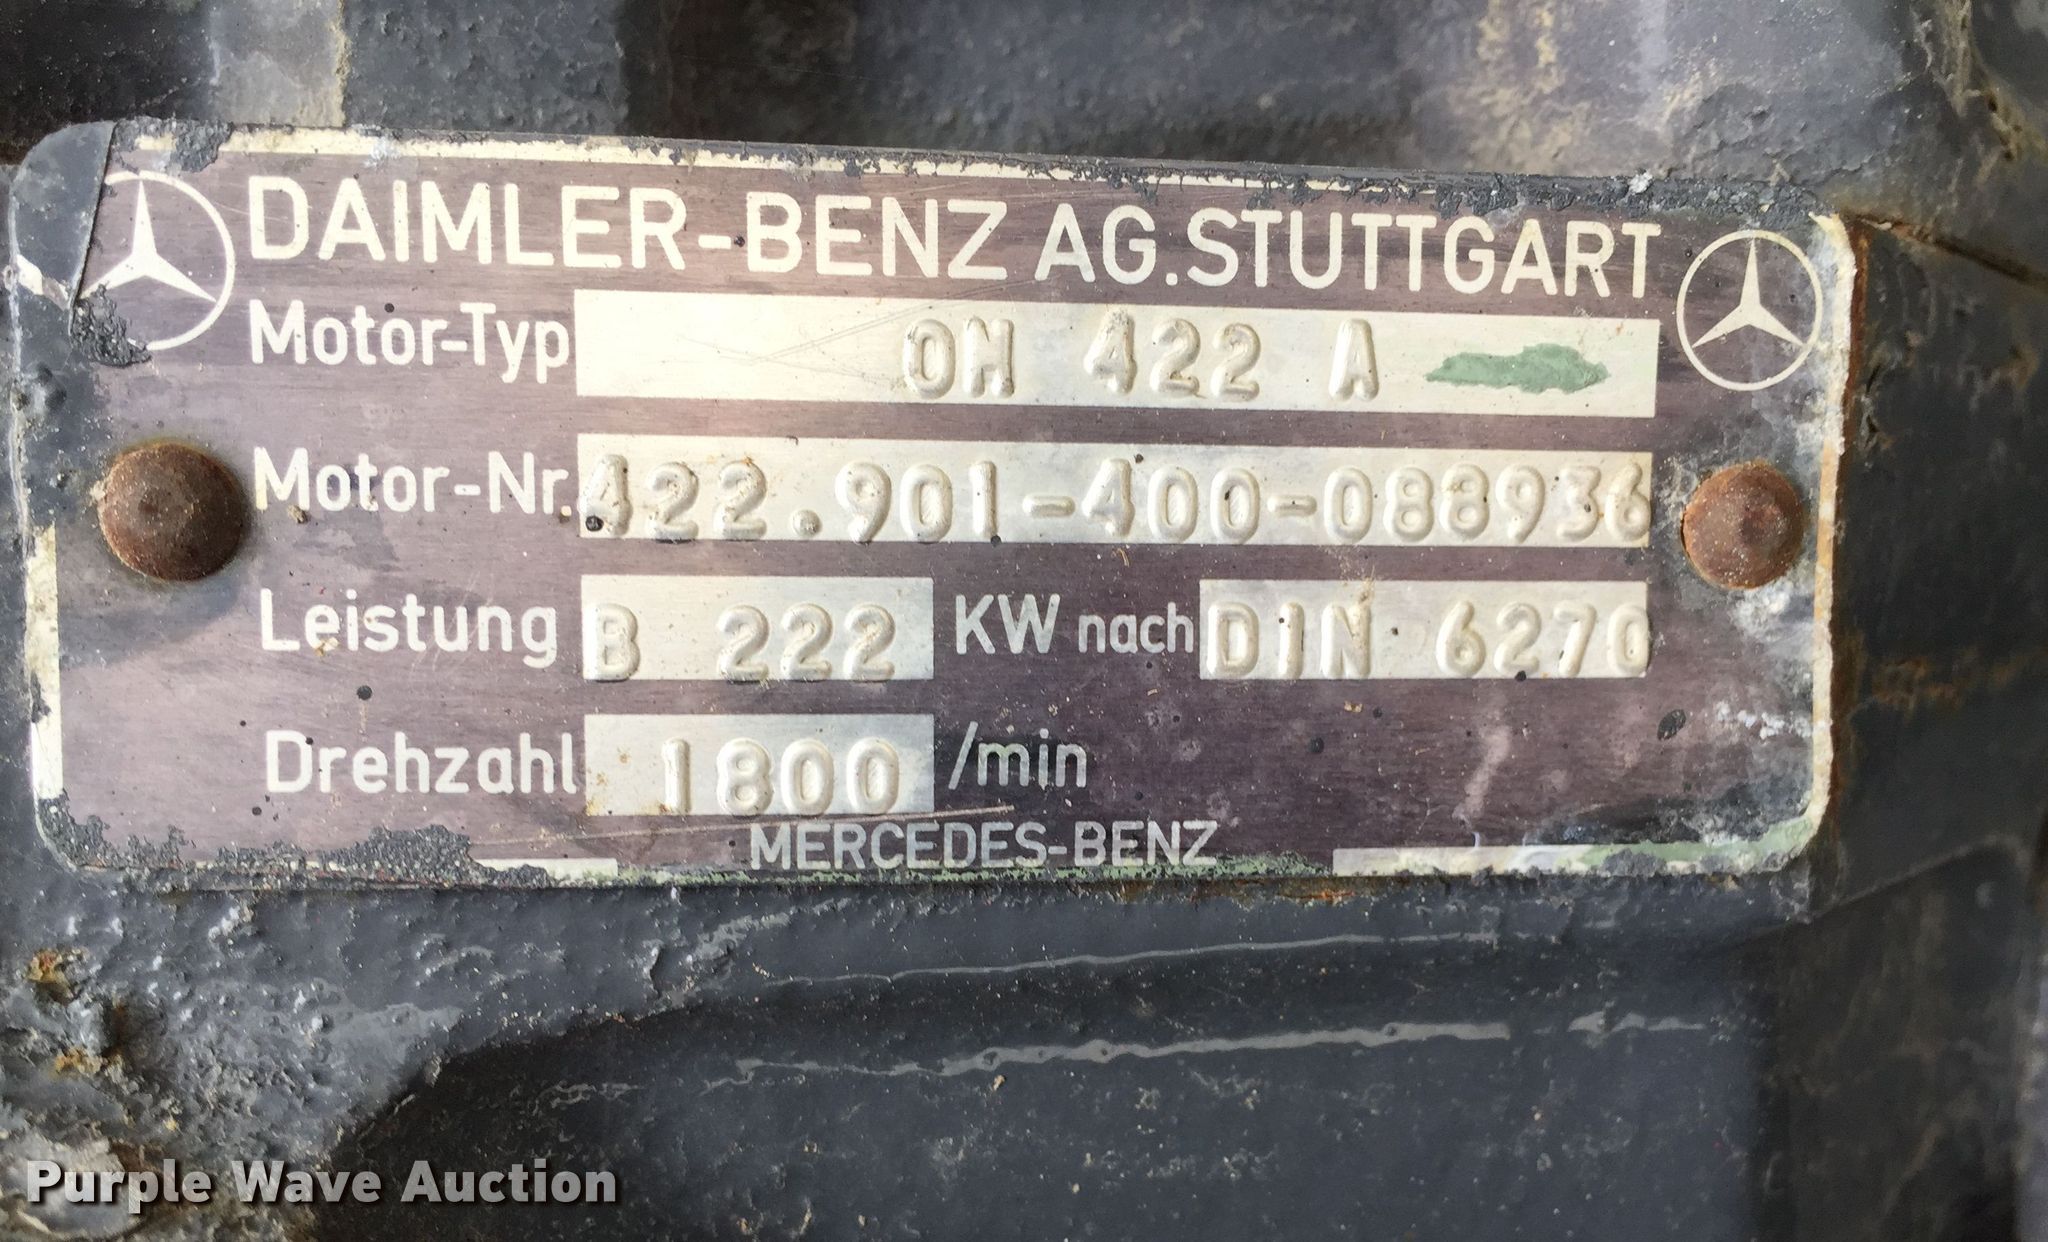 DAIMLER-BENZ AG.STUTTGART
Motor-Typ OM 422 A
Motor-Nr. 422.901-400-088936
Leistung B 222 KW nach DIN 6270
Drehzahl 1800 /min
MERCEDES-BENZ
Purple Wave Auction